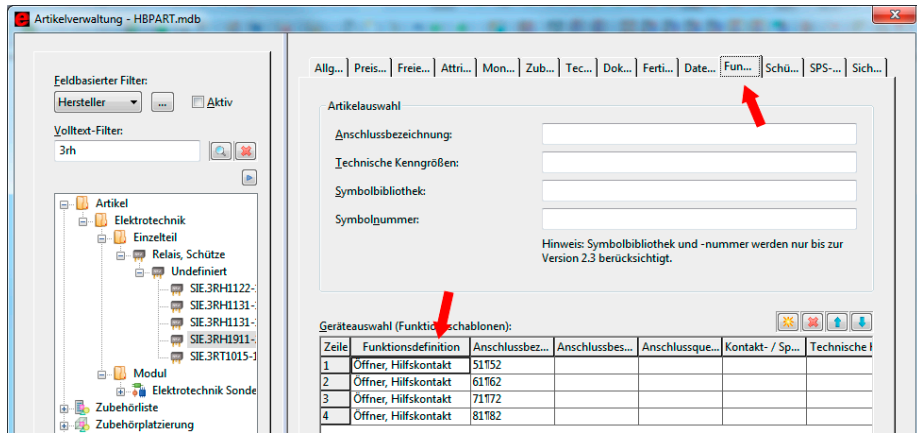 Artikelverwaltung - HBPART.mdb
Feldbasierter Filter:
Hersteller ... Aktiv
Volltext-Filter:
3rh
Artikel
Elektrotechnik
Einzelteil
Relais, Schütze
Undefiniert
SIE.3RH1122-
SIE.3RH1131-
SIE.3RH1131-
SIE.3RH1911-
SIE.3RT1015-1
Modul
Elektrotechnik Sonde
Zubehörliste
Zubehörplatzierung
Allg... Preis... Freie... Attri... Mon... Zub... Tec... Dok... Ferti... Date... Fun... Schü... SPS-... Sich...
Artikelauswahl
Anschlussbezeichnung:
Technische Kenngrößen:
Symbolbibliothek:
Symbolnummer:
Hinweis: Symbolbibliothek und -nummer werden nur bis zur
Version 2.3 berücksichtigt.
Geräteauswahl (Funktionsschablonen):
Zeile Funktionsdefinition Anschlussbez... Anschlussbes... Anschlussque... Kontakt- / Sp... Technische
1 Öffner, Hilfskontakt 51¶52
2 Öffner, Hilfskontakt 61¶62
3 Öffner, Hilfskontakt 71¶72
4 Öffner, Hilfskontakt 81¶82